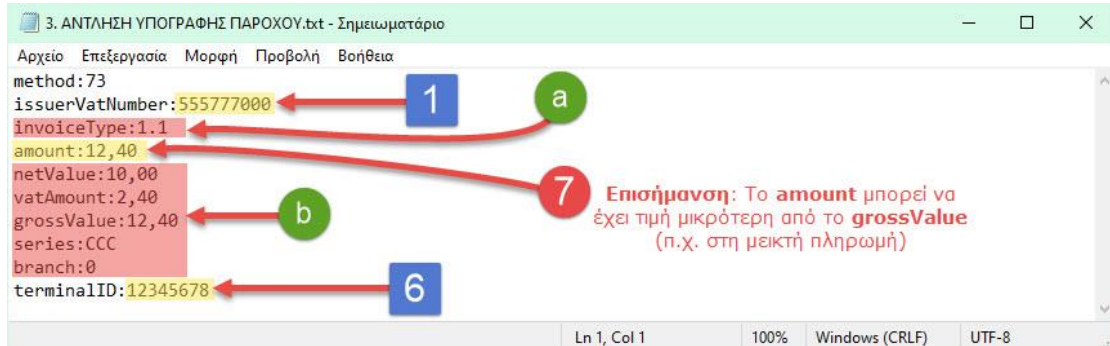 3. ΑΝΤΛΗΣΗ ΥΠΟΓΡΑΦΗΣ ΠΑΡΟΧΟΥ.txt - Σημειωματάριο
Αρχείο Επεξεργασία Μορφή Προβολή Βοήθεια
method:73
issuerVatNumber:555777000
1
a
invoiceType:1.1
amount:12,40
netValue:10,00
vatAmount:2,40
grossValue:12,40
series:CCC
branch:0
b
7
Επισήμανση: Το amount μπορεί να
έχει τιμή μικρότερη από το grossValue
(π.χ. στη μεικτή πληρωμή)
terminalID:12345678
6
Ln 1, Col 1 100% Windows (CRLF) UTF-8